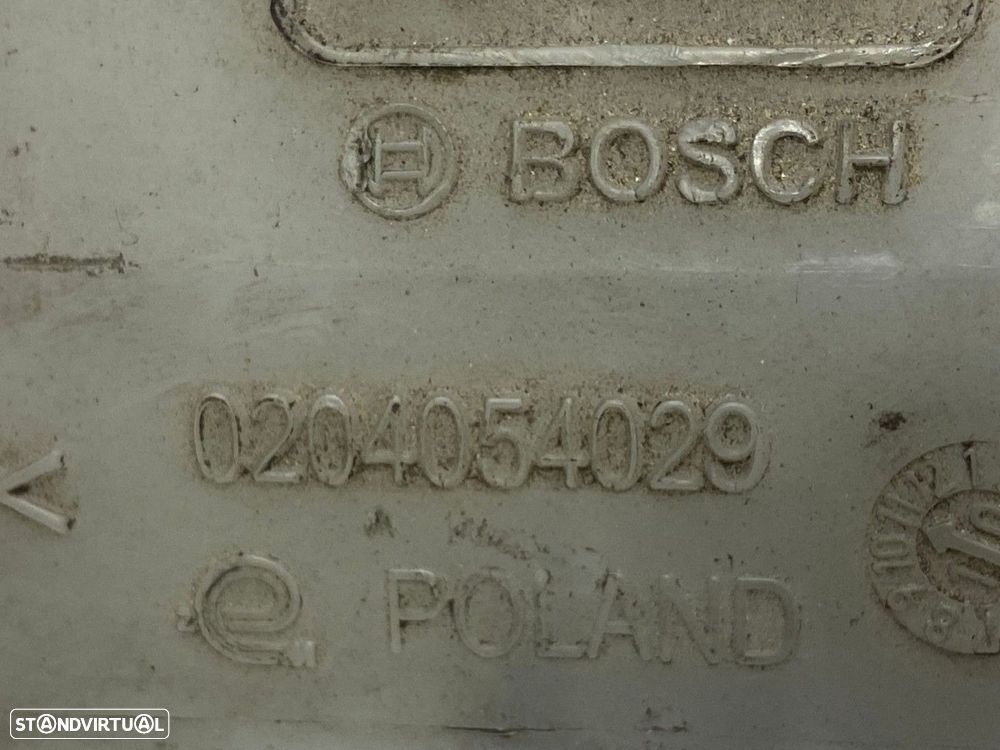 BOSCH
0204054029
POLAND
STANDVIRTUAL